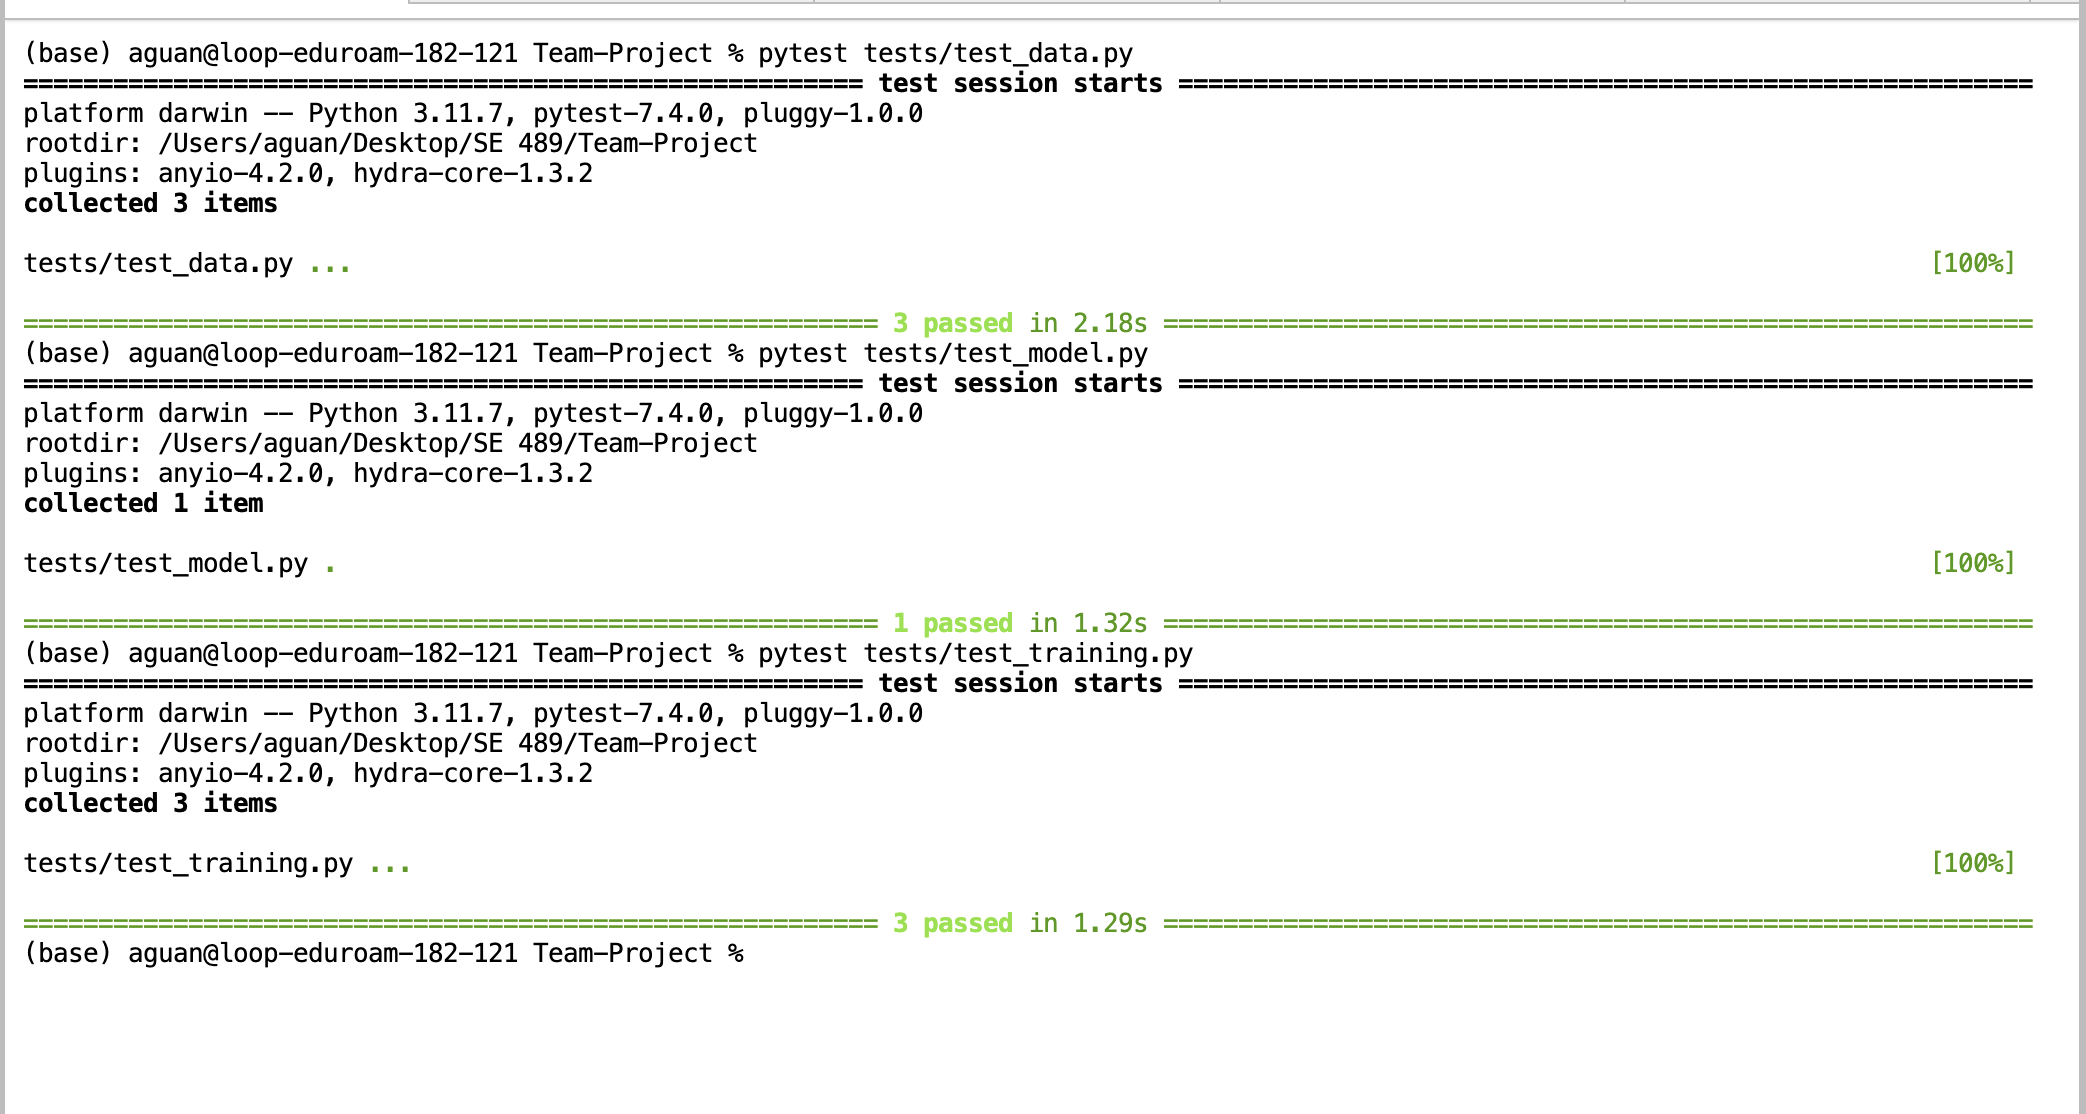 (base) aguan@loop-eduroam-182-121 Team-Project % pytest tests/test_data.py
======================================================== test session starts =========================================================
platform darwin -- Python 3.11.7, pytest-7.4.0, pluggy-1.0.0
rootdir: /Users/aguan/Desktop/SE 489/Team-Project
plugins: anyio-4.2.0, hydra-core-1.3.2
collected 3 items
tests/test_data.py ... [100%]
========================================================= 3 passed in 2.18s ==========================================================
(base) aguan@loop-eduroam-182-121 Team-Project % pytest tests/test_model.py
======================================================== test session starts =========================================================
platform darwin -- Python 3.11.7, pytest-7.4.0, pluggy-1.0.0
rootdir: /Users/aguan/Desktop/SE 489/Team-Project
plugins: anyio-4.2.0, hydra-core-1.3.2
collected 1 item
tests/test_model.py . [100%]
========================================================= 1 passed in 1.32s ==========================================================
(base) aguan@loop-eduroam-182-121 Team-Project % pytest tests/test_training.py
======================================================== test session starts =========================================================
platform darwin -- Python 3.11.7, pytest-7.4.0, pluggy-1.0.0
rootdir: /Users/aguan/Desktop/SE 489/Team-Project
plugins: anyio-4.2.0, hydra-core-1.3.2
collected 3 items
tests/test_training.py ... [100%]
========================================================= 3 passed in 1.29s ==========================================================
(base) aguan@loop-eduroam-182-121 Team-Project %